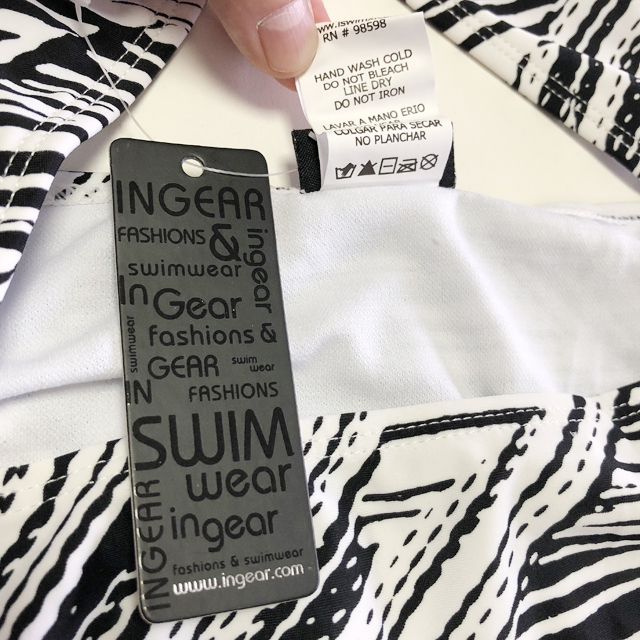 RN # 98598
HAND WASH COLD
DO NOT BLEACH
LINE DRY
DO NOT IRON
LAVAR A MANO ERIO
COLGAR PARA SECAR
NO PLANCHAR
INGEAR
FASHIONS &
ingear
swimwear
In Gear
swimwear
fashions &
IN GEAR
swim
wear
FASHIONS
SWIM
wear
INGEAR
ingear
fashions & swimwear
www.ingear.com